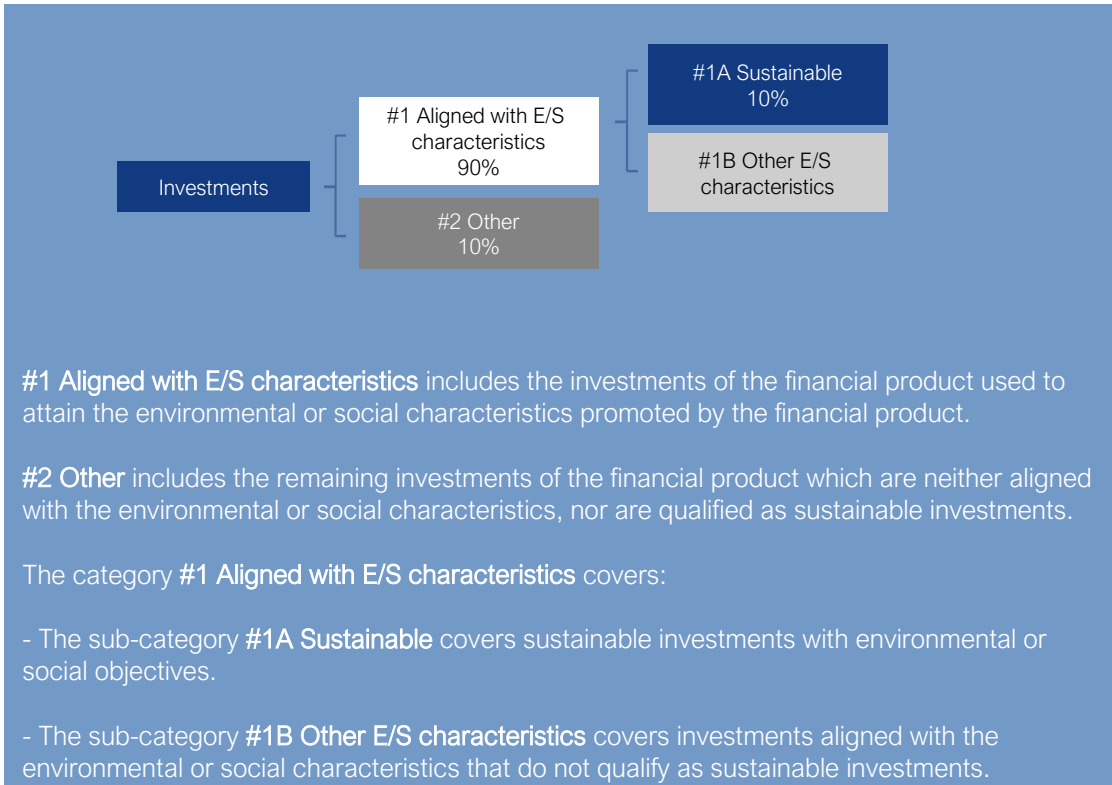 #1A Sustainable
10%
#1 Aligned with E/S
characteristics
90%
#1B Other E/S
characteristics
Investments
#2 Other
10%
#1 Aligned with E/S characteristics includes the investments of the financial product used to
attain the environmental or social characteristics promoted by the financial product.
#2 Other includes the remaining investments of the financial product which are neither aligned
with the environmental or social characteristics, nor are qualified as sustainable investments.
The category #1 Aligned with E/S characteristics covers:
- The sub-category #1A Sustainable covers sustainable investments with environmental or
social objectives.
- The sub-category #1B Other E/S characteristics covers investments aligned with the
environmental or social characteristics that do not qualify as sustainable investments.